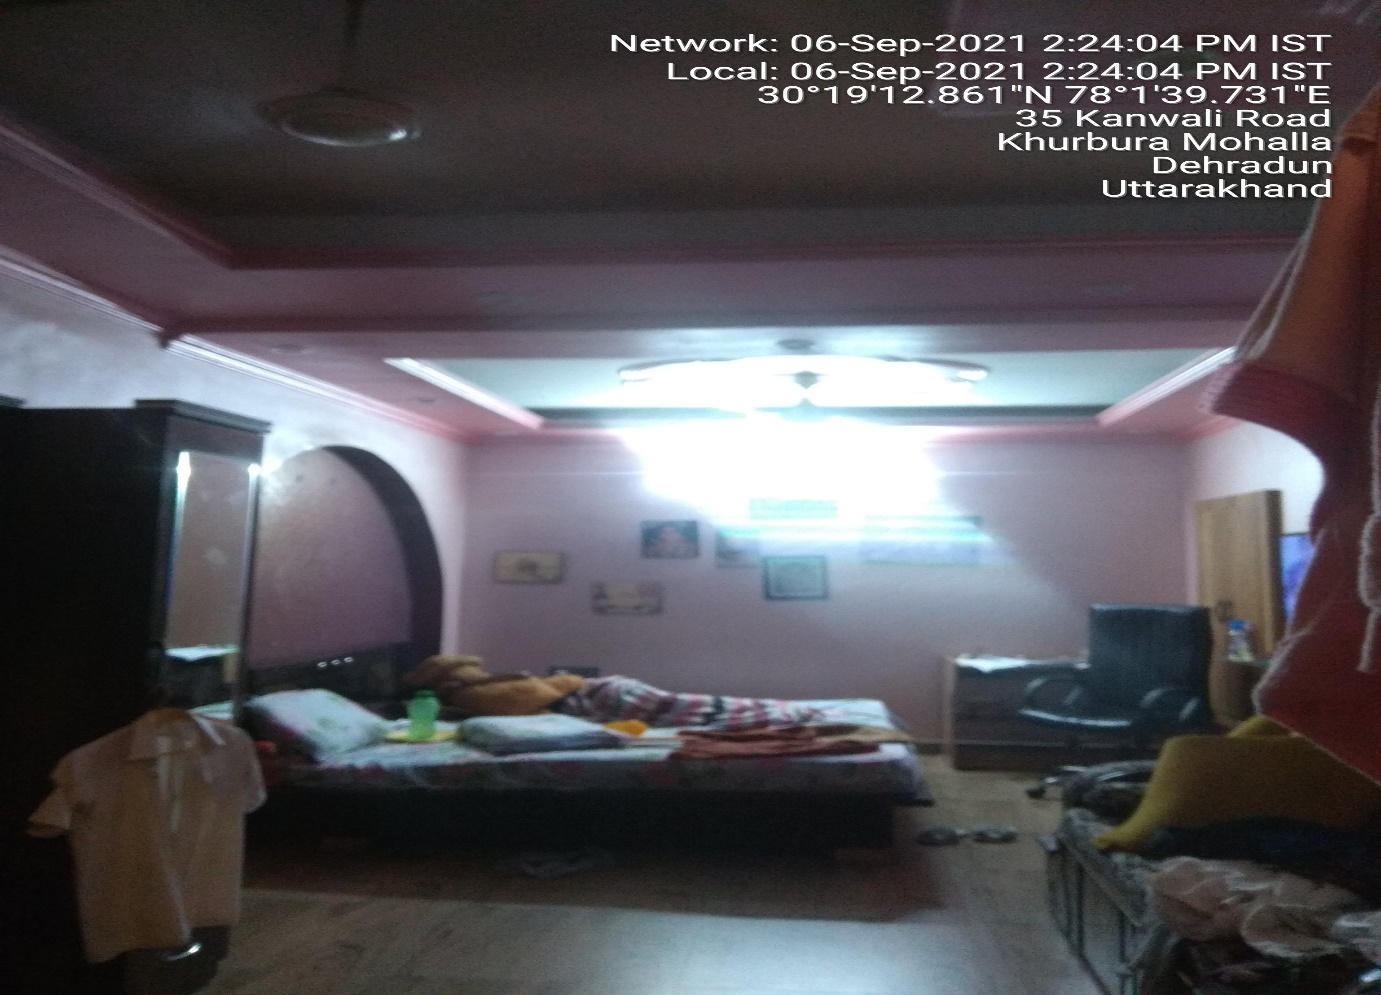 Network: 06-Sep-2021 2:24:04 PM IST
Local: 06-Sep-2021 2:24:04 PM IST
30°19'12.861"N 78°1'39.731"E
35 Kanwali Road
Khurbura Mohalla
Dehradun
Uttarakhand